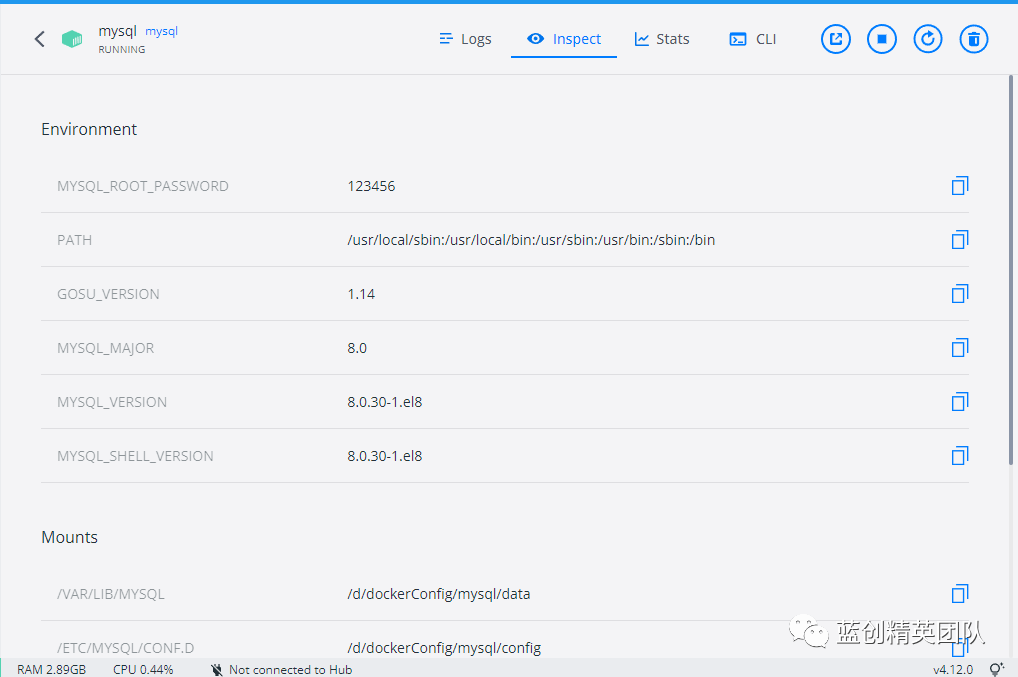 mysql mysql
RUNNING
Logs Inspect Stats CLI
Environment
MYSQL_ROOT_PASSWORD 123456
PATH /usr/local/sbin:/usr/local/bin:/usr/sbin:/usr/bin:/sbin:/bin
GOSU_VERSION 1.14
MYSQL_MAJOR 8.0
MYSQL_VERSION 8.0.30-1.el8
MYSQL_SHELL_VERSION 8.0.30-1.el8
Mounts
/VAR/LIB/MYSQL /d/dockerConfig/mysql/data
/ETC/MYSQL/CONF.D /d/dockerConfig/mysql/config
蓝创精英团队
RAM 2.89GB CPU 0.44% Not connected to Hub v4.12.0